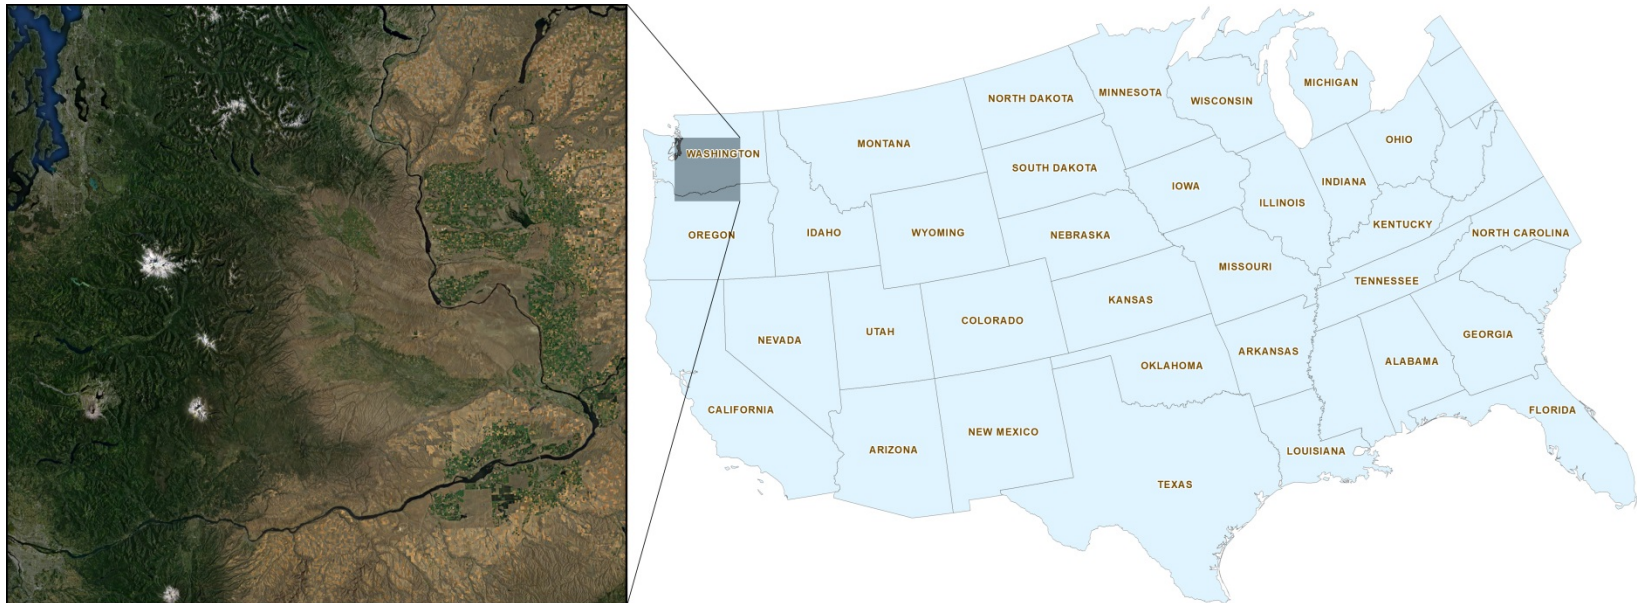 NORTH DAKOTA
MINNESOTA
WISCONSIN
MICHIGAN
WASHINGTON
MONTANA
OHIO
SOUTH DAKOTA
IOWA
INDIANA
ILLINOIS
KENTUCKY
OREGON
IDAHO
WYOMING
NEBRASKA
NORTH CAROLINA
MISSOURI
TENNESSEE
KANSAS
NEVADA
UTAH
COLORADO
GEORGIA
ARKANSAS
OKLAHOMA
ALABAMA
CALIFORNIA
FLORIDA
NEW MEXICO
ARIZONA
LOUISIANA
TEXAS